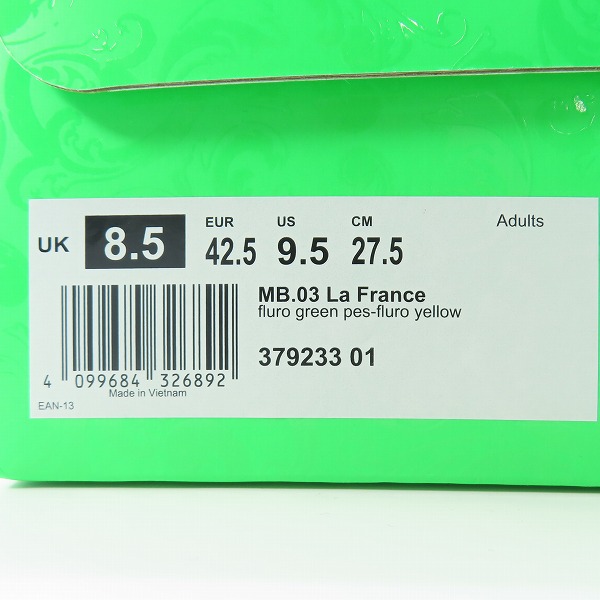 UK 8.5 EUR 42.5 US 9.5 CM 27.5 Adults
MB.03 La France
fluro green pes-fluro yellow
379233 01
4 099684 326892
Made in Vietnam
EAN-13